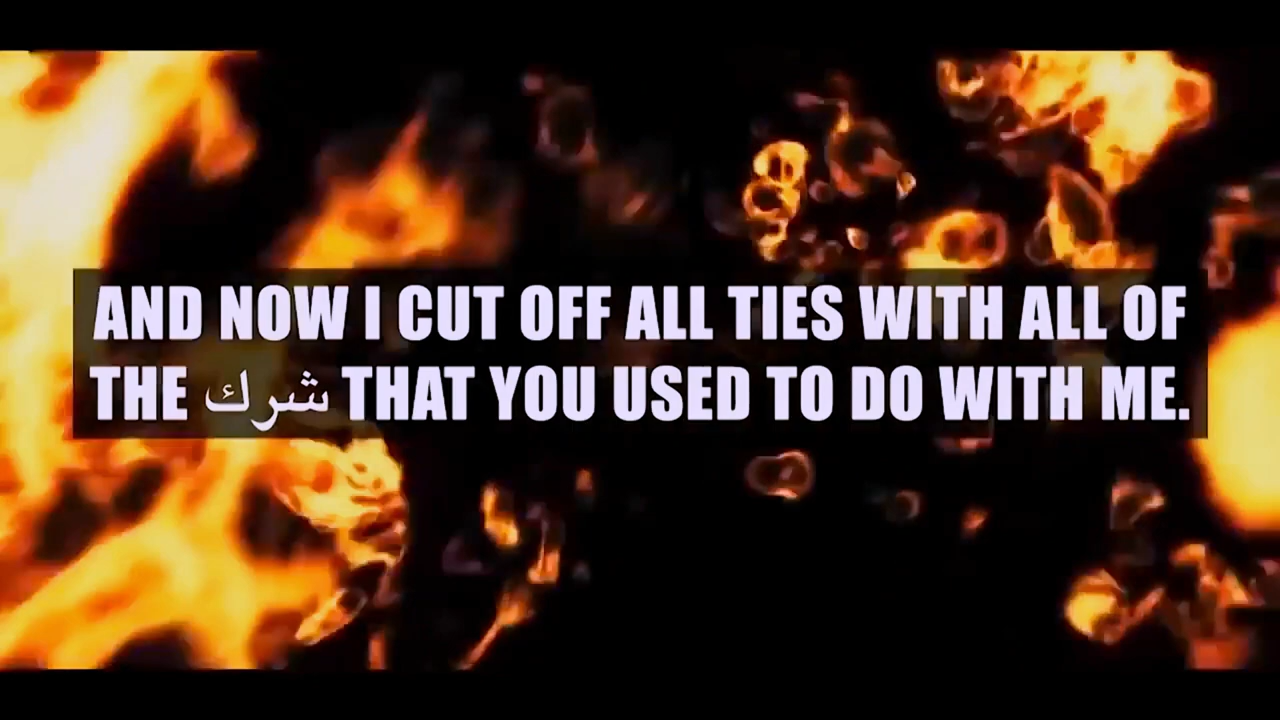 AND NOW I CUT OFF ALL TIES WITH ALL OF
THE شرك THAT YOU USED TO DO WITH ME.